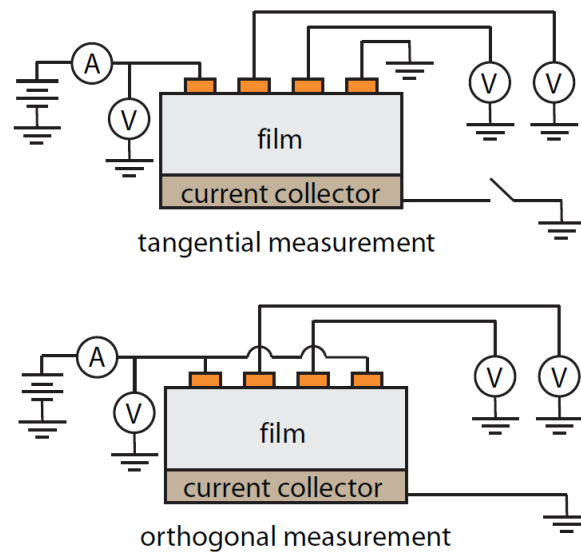 A
V
V
V
film
current collector
tangential measurement
A
V
V
V
film
current collector
orthogonal measurement